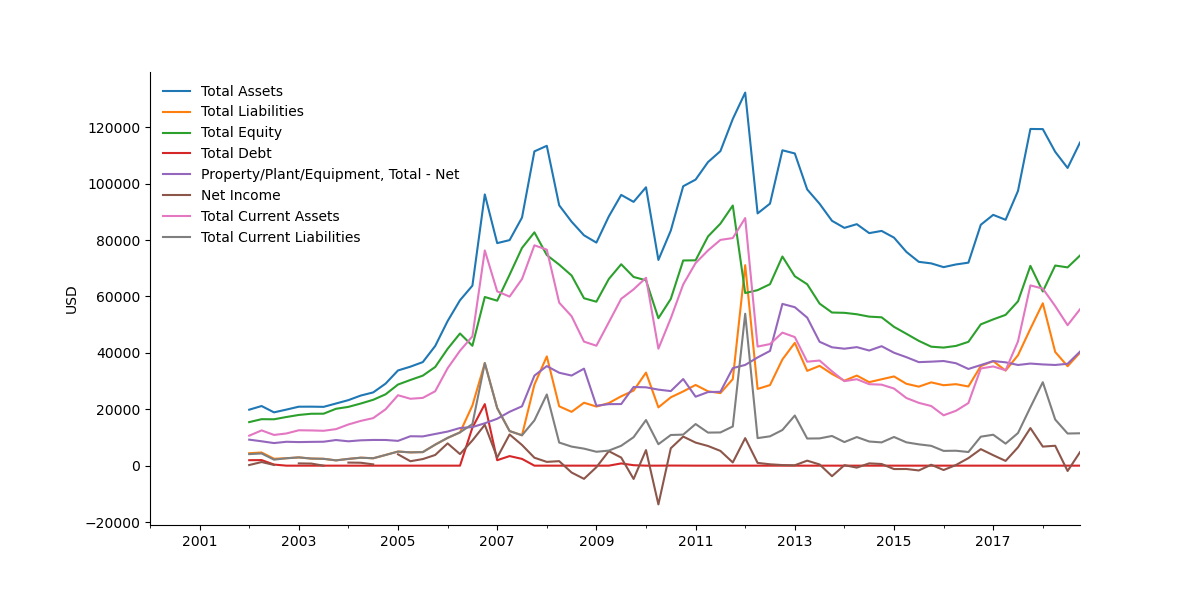 Total Assets
Total Liabilities
Total Equity
Total Debt
Property/Plant/Equipment, Total - Net
Net Income
Total Current Assets
Total Current Liabilities
USD
120000
100000
80000
60000
40000
20000
0
−20000
2001 2003 2005 2007 2009 2011 2013 2015 2017